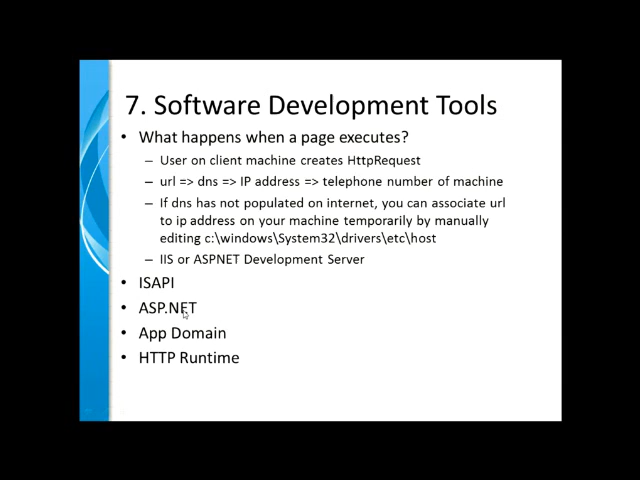 7. Software Development Tools
• What happens when a page executes?
– User on client machine creates HttpRequest
– url => dns => IP address => telephone number of machine
– If dns has not populated on internet, you can associate url
to ip address on your machine temporarily by manually
editing c:\windows\System32\drivers\etc\host
– IIS or ASPNET Development Server
• ISAPI
• ASP.NET
• App Domain
• HTTP Runtime